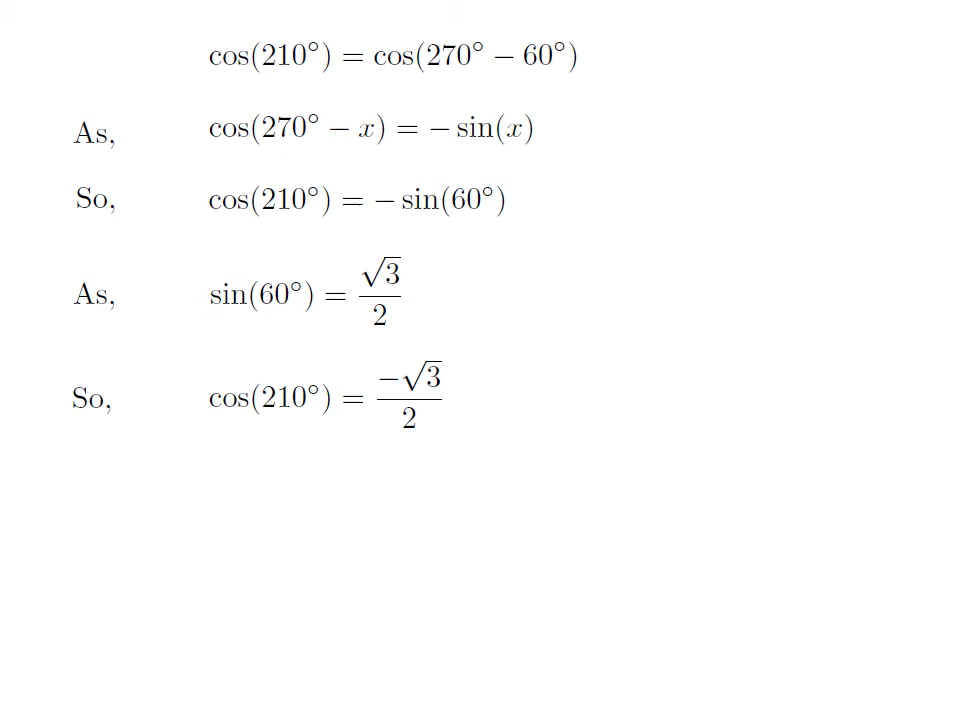 cos(210°) = cos(270° − 60°)
As, cos(270° − x) = − sin(x)
So, cos(210°) = − sin(60°)
As, sin(60°) = √3/2
So, cos(210°) = −√3/2